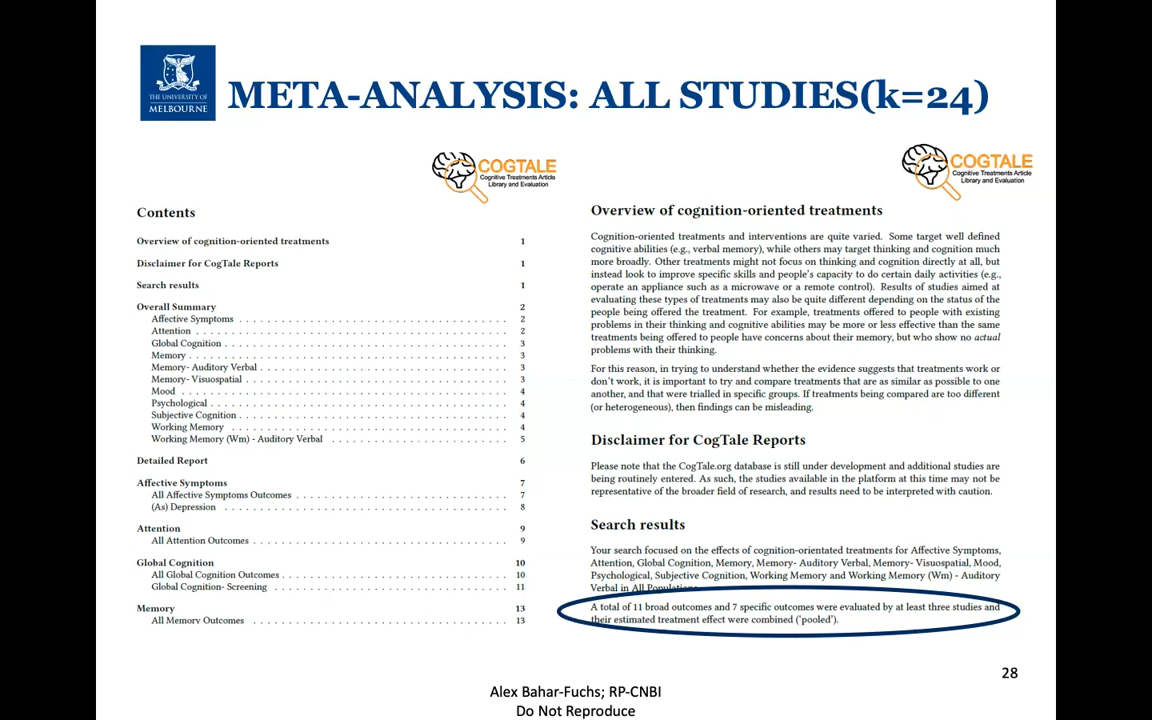 THE UNIVERSITY OF
MELBOURNE
META-ANALYSIS: ALL STUDIES(k=24)
COGTALE
Cognitive Treatments Article
Library and Evaluation
Contents
Overview of cognition-oriented treatments 1
Disclaimer for CogTale Reports 1
Search results 1
Overall Summary 2
Affective Symptoms . . . . . . . . . . 2
Attention . . . . . . . . . . 2
Global Cognition . . . . . . . . . . 3
Memory . . . . . . . . . . 3
Memory- Auditory Verbal . . . . . . . . . . 3
Memory- Visuospatial . . . . . . . . . . 3
Mood . . . . . . . . . . 4
Psychological . . . . . . . . . . 4
Subjective Cognition . . . . . . . . . . 4
Working Memory . . . . . . . . . . 4
Working Memory (Wm) - Auditory Verbal . . . . . . . . . . 5
Detailed Report 6
Affective Symptoms 7
All Affective Symptoms Outcomes . . . . . . . . . . 7
(As) Depression . . . . . . . . . . 8
Attention 9
All Attention Outcomes . . . . . . . . . . 9
Global Cognition 10
All Global Cognition Outcomes . . . . . . . . . . 10
Global Cognition- Screening . . . . . . . . . . 11
Memory 13
All Memory Outcomes . . . . . . . . . . 13
COGTALE
Cognitive Treatments Article
Library and Evaluation
Overview of cognition-oriented treatments
Cognition-oriented treatments and interventions are quite varied. Some target well defined
cognitive abilities (e.g., verbal memory), while others may target thinking and cognition much
more broadly. Other treatments might not focus on thinking and cognition directly at all, but
instead look to improve specific skills and people's capacity to do certain daily activities (e.g.,
operate an appliance such as a microwave or a remote control). Results of studies aimed at
evaluating these types of treatments may also be quite different depending on the status of the
people being offered the treatment. For example, treatments offered to people with existing
problems in their thinking and cognitive abilities may be more or less effective than the same
treatments being offered to people have concerns about their memory, but who show no actual
problems with their thinking.
For this reason, in trying to understand whether the evidence suggests that treatments work or
don't work, it is important to try and compare treatments that are as similar as possible to one
another, and that were trialled in specific groups. If treatments being compared are too different
(or heterogeneous), then findings can be misleading.
Disclaimer for CogTale Reports
Please note that the CogTale.org database is still under development and additional studies are
being routinely entered. As such, the studies available in the platform at this time may not be
representative of the broader field of research, and results need to be interpreted with caution.
Search results
Your search focused on the effects of cognition-orientated treatments for Affective Symptoms,
Attention, Global Cognition, Memory, Memory- Auditory Verbal, Memory- Visuospatial, Mood,
Psychological, Subjective Cognition, Working Memory and Working Memory (Wm) - Auditory
Verbal in All Populations.
A total of 11 broad outcomes and 7 specific outcomes were evaluated by at least three studies and
their estimated treatment effect were combined ('pooled').
28
Alex Bahar-Fuchs; RP-CNBI
Do Not Reproduce